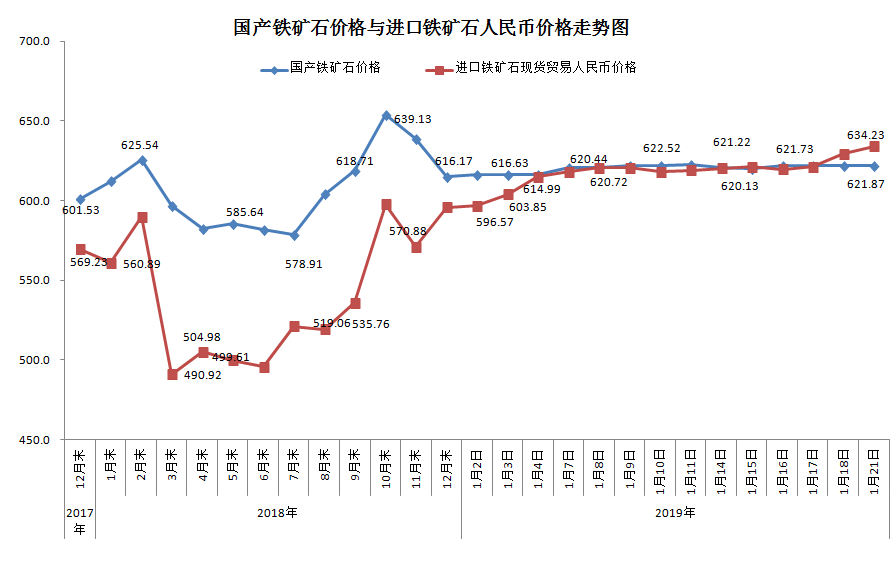 国产铁矿石价格与进口铁矿石人民币价格走势图
700.0
国产铁矿石价格
进口铁矿石现货贸易人民币价格
650.0
639.13
625.54
618.71
616.17
616.63
620.44
622.52
621.22
621.73
634.23
600.0
601.53
585.64
614.99
620.72
620.13
621.87
603.85
596.57
570.88
569.23
560.89
578.91
550.0
519.06
535.76
504.98
499.61
500.0
490.92
450.0
12月末
1月末
2月末
3月末
4月末
5月末
6月末
7月末
8月末
9月末
10月末
11月末
12月末
1月2日
1月3日
1月4日
1月7日
1月8日
1月9日
1月10日
1月11日
1月14日
1月15日
1月16日
1月17日
1月18日
1月21日
2017
年
2018年
2019年